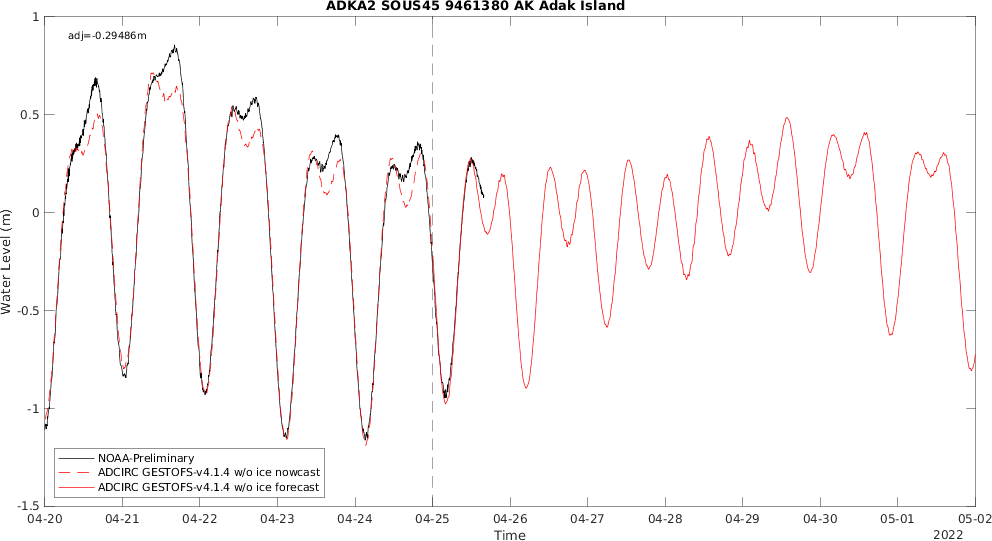 ADKA2 SOUS45 9461380 AK Adak Island
adj=-0.29486m
1
0.5
0
-0.5
-1
-1.5
Water Level (m)
NOAA-Preliminary
ADCIRC GESTOFS-v4.1.4 w/o ice nowcast
ADCIRC GESTOFS-v4.1.4 w/o ice forecast
04-20 04-21 04-22 04-23 04-24 04-25 04-26 04-27 04-28 04-29 04-30 05-01 05-02
Time
2022